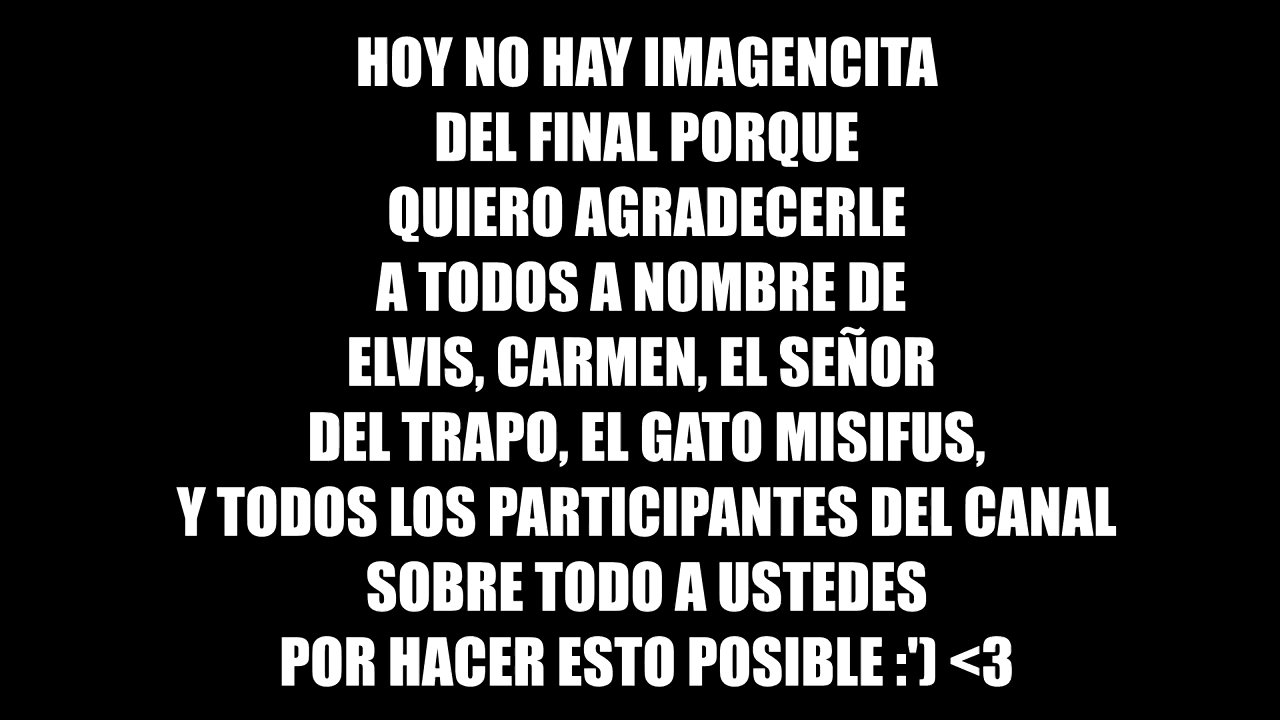 HOY NO HAY IMAGENCITA
DEL FINAL PORQUE
QUIERO AGRADECERLE
A TODOS A NOMBRE DE
ELVIS, CARMEN, EL SEÑOR
DEL TRAPO, EL GATO MISIFUS,
Y TODOS LOS PARTICIPANTES DEL CANAL
SOBRE TODO A USTEDES
POR HACER ESTO POSIBLE :') <3